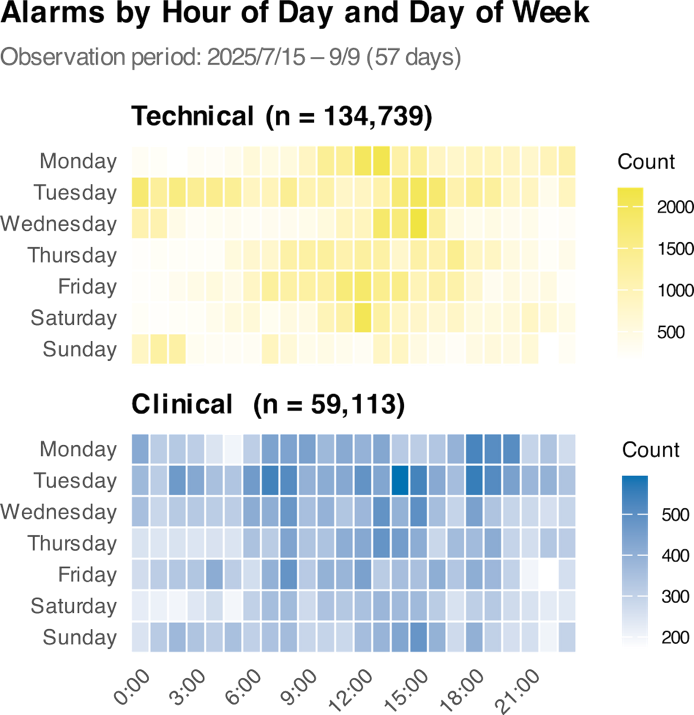 Alarms by Hour of Day and Day of Week
Observation period: 2025/7/15 – 9/9 (57 days)
Technical (n = 134,739)
Monday
Tuesday
Wednesday
Thursday
Friday
Saturday
Sunday
Count
2000
1500
1000
500
Clinical (n = 59,113)
Monday
Tuesday
Wednesday
Thursday
Friday
Saturday
Sunday
Count
500
400
300
200
0:00 3:00 6:00 9:00 12:00 15:00 18:00 21:00